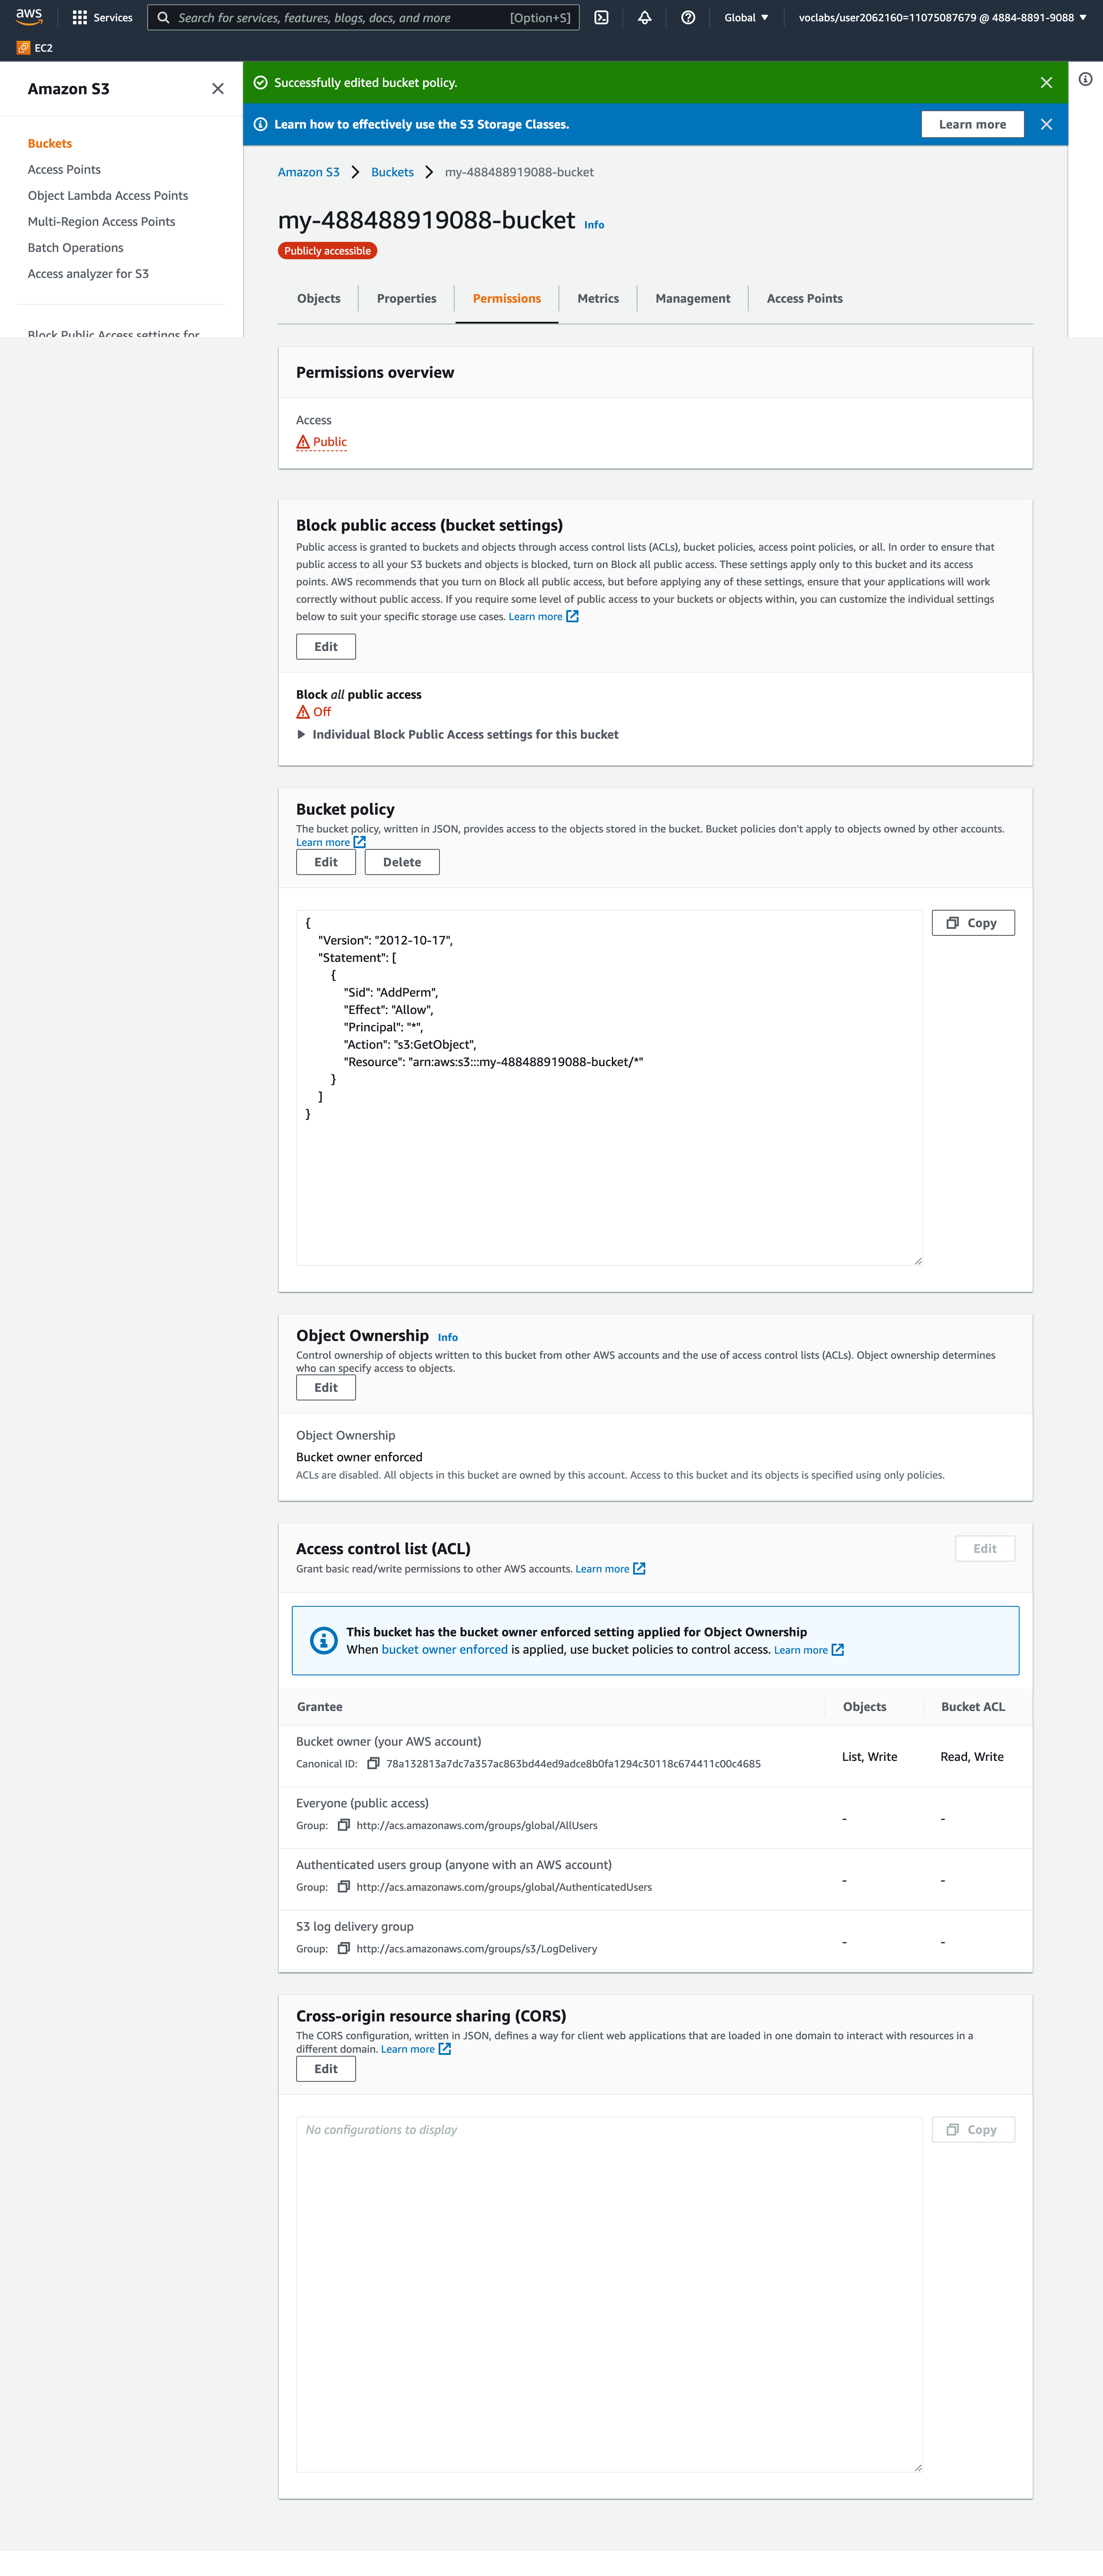 aws
Services
Search for services, features, blogs, docs, and more
[Option+S]
Global
voclabs/user2062160=11075087679 @ 4884-8891-9088
EC2
Amazon S3
Buckets
Access Points
Object Lambda Access Points
Multi-Region Access Points
Batch Operations
Access analyzer for S3
Block Public Access settings for
Successfully edited bucket policy.
Learn how to effectively use the S3 Storage Classes.
Learn more
Amazon S3
Buckets
my-488488919088-bucket
my-488488919088-bucket Info
Publicly accessible
Objects
Properties
Permissions
Metrics
Management
Access Points
Permissions overview
Access
Public
Block public access (bucket settings)
Public access is granted to buckets and objects through access control lists (ACLs), bucket policies, access point policies, or all. In order to ensure that
public access to all your S3 buckets and objects is blocked, turn on Block all public access. These settings apply only to this bucket and its access
points. AWS recommends that you turn on Block all public access, but before applying any of these settings, ensure that your applications will work
correctly without public access. If you require some level of public access to your buckets or objects within, you can customize the individual settings
below to suit your specific storage use cases. Learn more
Edit
Block all public access
Off
Individual Block Public Access settings for this bucket
Bucket policy
The bucket policy, written in JSON, provides access to the objects stored in the bucket. Bucket policies don't apply to objects owned by other accounts.
Learn more
Edit
Delete
Copy
{
"Version": "2012-10-17",
"Statement": [
{
"Sid": "AddPerm",
"Effect": "Allow",
"Principal": "*",
"Action": "s3:GetObject",
"Resource": "arn:aws:s3:::my-488488919088-bucket/*"
}
]
}
Object Ownership Info
Control ownership of objects written to this bucket from other AWS accounts and the use of access control lists (ACLs). Object ownership determines
who can specify access to objects.
Edit
Object Ownership
Bucket owner enforced
ACLs are disabled. All objects in this bucket are owned by this account. Access to this bucket and its objects is specified using only policies.
Access control list (ACL)
Edit
Grant basic read/write permissions to other AWS accounts. Learn more
This bucket has the bucket owner enforced setting applied for Object Ownership
When bucket owner enforced is applied, use bucket policies to control access. Learn more
Grantee
Objects
Bucket ACL
Bucket owner (your AWS account)
Canonical ID: 78a132813a7dc7a357ac863bd44ed9adce8b0fa1294c30118c674411c00c4685
List, Write
Read, Write
Everyone (public access)
Group: http://acs.amazonaws.com/groups/global/AllUsers
-
-
Authenticated users group (anyone with an AWS account)
Group: http://acs.amazonaws.com/groups/global/AuthenticatedUsers
-
-
S3 log delivery group
Group: http://acs.amazonaws.com/groups/s3/LogDelivery
-
-
Cross-origin resource sharing (CORS)
The CORS configuration, written in JSON, defines a way for client web applications that are loaded in one domain to interact with resources in a
different domain. Learn more
Edit
No configurations to display
Copy